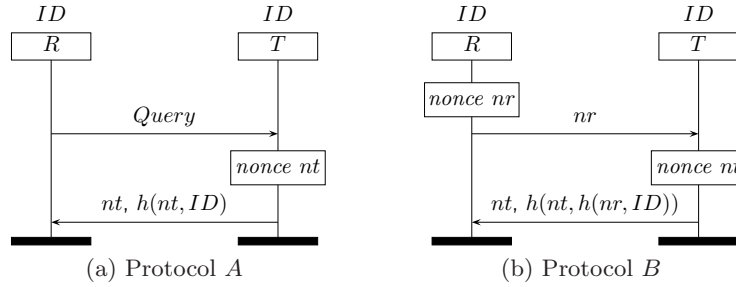 ID ID
R T
Query
nonce nt
nt, h(nt, ID)
(a) Protocol A
ID ID
R T
nonce nr
nr
nonce nt
nt, h(nt, h(nr, ID))
(b) Protocol B